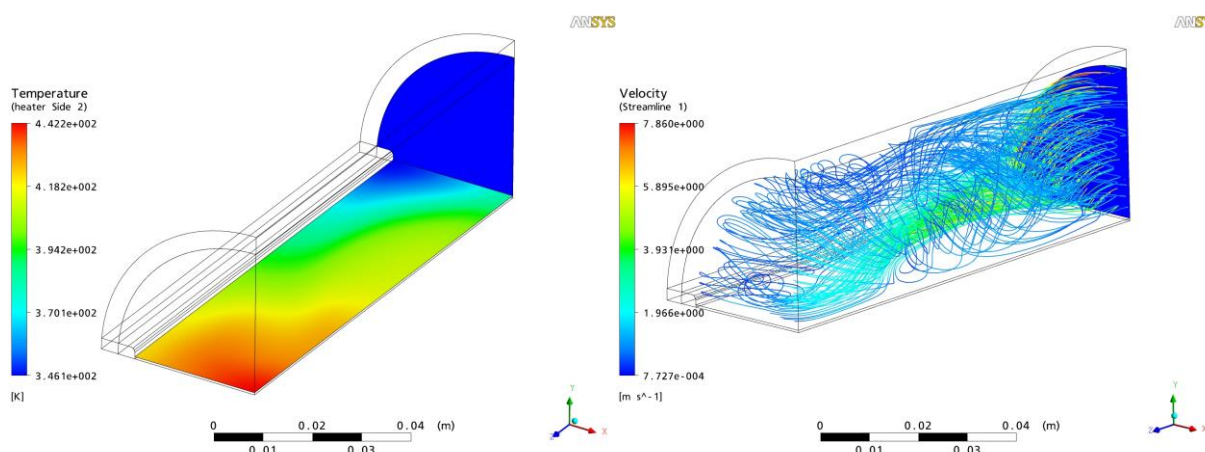 ANSYS
Temperature
(heater Side 2)
4.422e+002
4.182e+002
3.942e+002
3.701e+002
3.461e+002
[K]
0 0.02 0.04 (m)
0.01 0.03
Y
Z X
ANSY
Velocity
(Streamline 1)
7.860e+000
5.895e+000
3.931e+000
1.966e+000
7.727e-004
[m s^-1]
0 0.02 0.04 (m)
0.01 0.03
Y
Z X